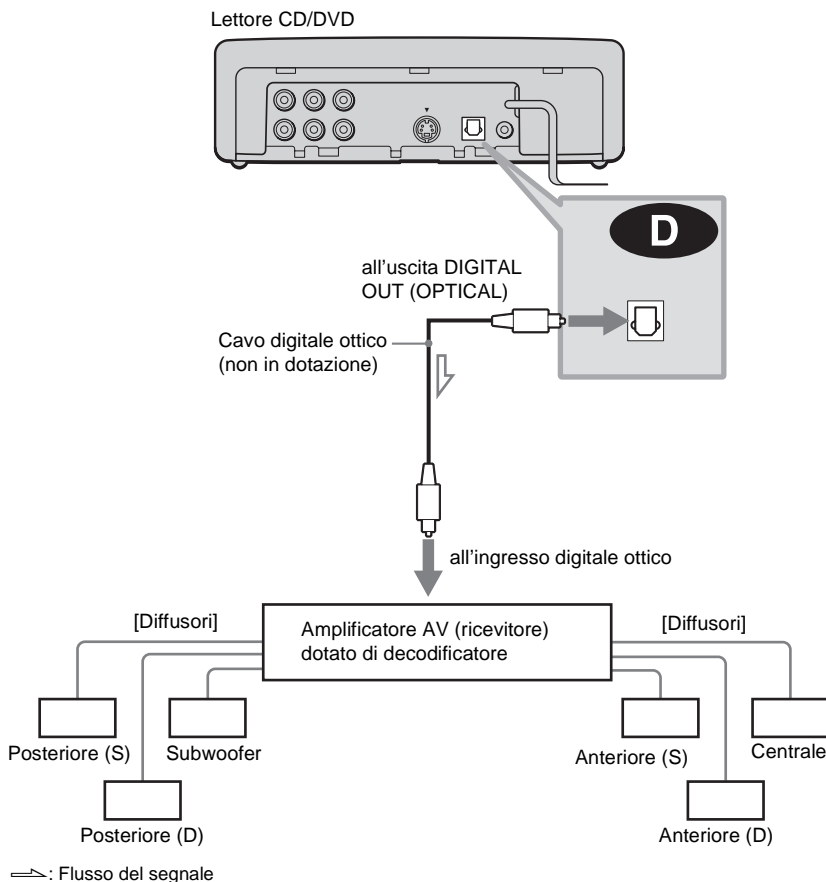 Lettore CD/DVD
D
all'uscita DIGITAL
OUT (OPTICAL)
Cavo digitale ottico
(non in dotazione)
all'ingresso digitale ottico
[Diffusori]
Amplificatore AV (ricevitore)
dotato di decodificatore
[Diffusori]
Posteriore (S)
Subwoofer
Anteriore (S)
Centrale
Posteriore (D)
Anteriore (D)
: Flusso del segnale